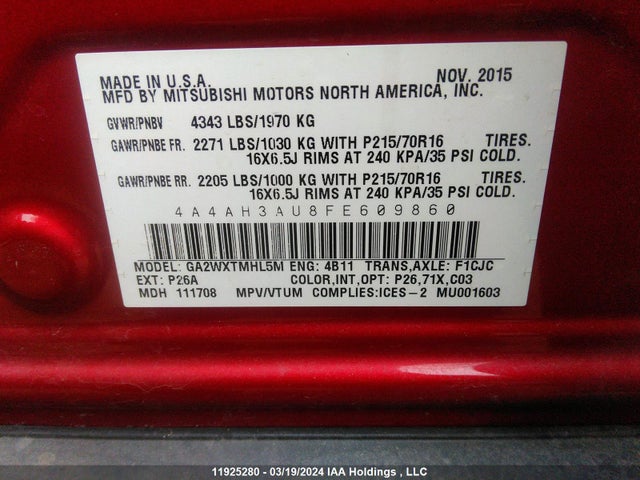 MADE IN U.S.A. NOV. 2015
MFD BY MITSUBISHI MOTORS NORTH AMERICA, INC.
GVWR/PNBV 4343 LBS/1970 KG
GAWR/PNBE FR. 2271 LBS/1030 KG WITH P215/70R16 TIRES.
16X6.5J RIMS AT 240 KPA/35 PSI COLD.
GAWR/PNBE RR. 2205 LBS/1000 KG WITH P215/70R16 TIRES.
16X6.5J RIMS AT 240 KPA/35 PSI COLD.
4A4AH3AU8FE609860
MODEL: GA2WXTMHL5M ENG: 4B11 TRANS,AXLE: F1CJC
EXT: P26A COLOR,INT,OPT: P26,71X,C03
MDH 111708 MPV/VTUM COMPLIES:ICES-2 MU001603
11925280 - 03/19/2024 IAA Holdings , LLC